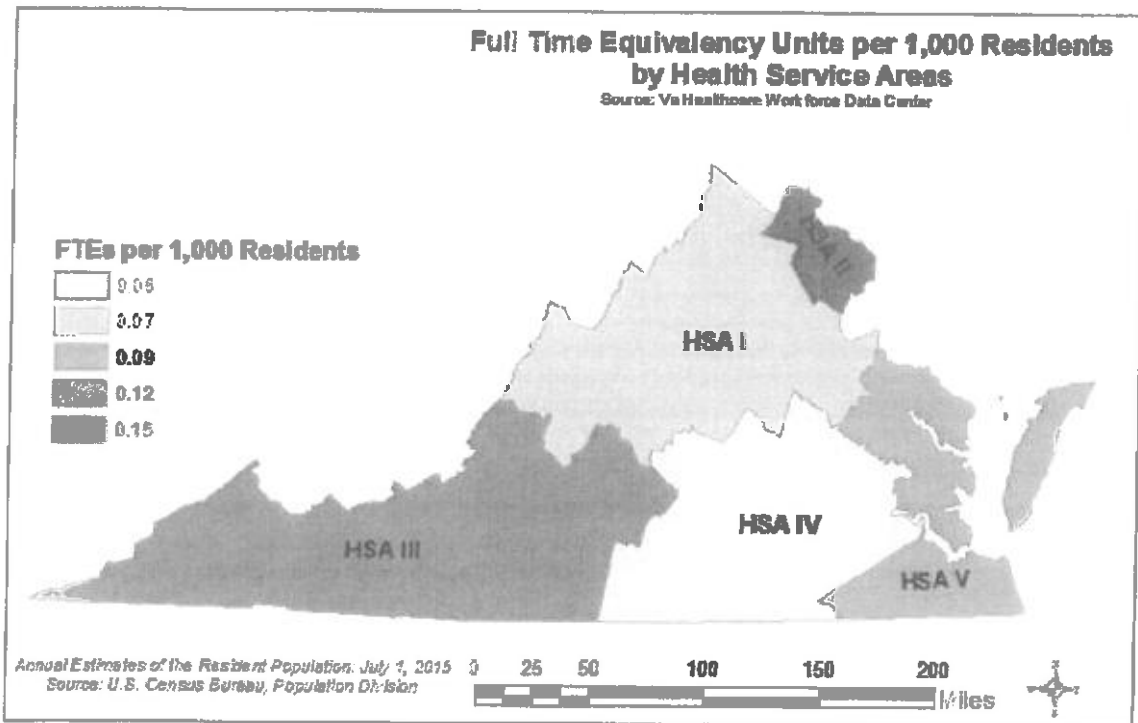 Full Time Equivalency Units per 1,000 Residents
by Health Service Areas
Source: Va Healthcare Work force Data Center
FTEs per 1,000 Residents
0.07
0.09
0.12
0.15
HSA I
HSA II
HSA III
HSA IV
HSA V
Annual Estimates of the Resident Population: July 1, 2015
Source: U.S. Census Bureau, Population Division
0 25 50 100 150 200
Miles